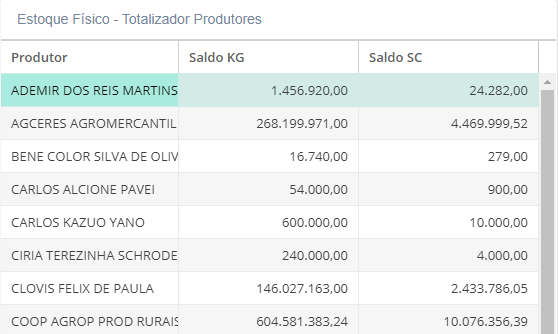 Estoque Físico - Totalizador Produtores
Produtor Saldo KG Saldo SC
ADEMIR DOS REIS MARTINS 1.456.920,00 24.282,00
AGCERES AGROMERCANTIL 268.199.971,00 4.469.999,52
BENE COLOR SILVA DE OLIV 16.740,00 279,00
CARLOS ALCIONE PAVEI 54.000,00 900,00
CARLOS KAZUO YANO 600.000,00 10.000,00
CIRIA TEREZINHA SCHRODE 240.000,00 4.000,00
CLOVIS FELIX DE PAULA 146.027.163,00 2.433.786,05
COOP AGROP PROD RURAIS 604.581.383,24 10.076.356,39